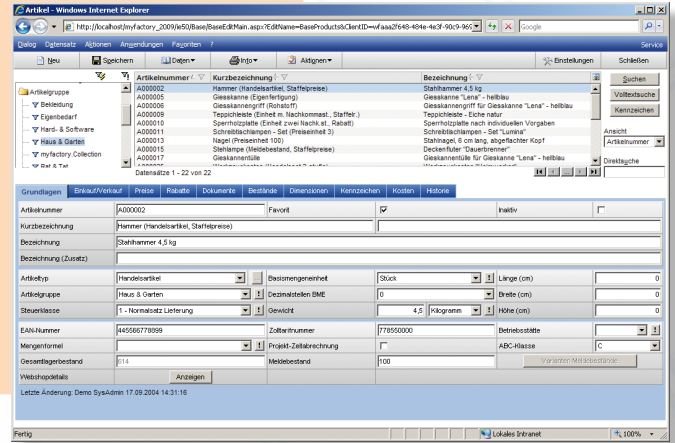 Artikel - Windows Internet Explorer
http://localhost/myfactory_2009/ie50/Base/BaseEditMain.aspx?EditName=BaseProducts&ClientID=wfaaa2f648-484e-4e3f-90c9-96 Google
Dialog Datensatz Aktionen Anwendungen Favoriten ? Service
Neu Speichern Daten Info Aktionen Einstellungen Schließen
Artikelnummer Kurzbezeichnung Bezeichnung
Artikelgruppe
Bekleidung
Eigenbedarf
Hard- & Software
Haus & Garten
myfactory Collection
Rat & Tat
A000002 Hammer (Handelsartikel, Staffelpreise) Stahlhammer 4,5 kg
A000005 Giesskanne (Eigenfertigung) Giesskanne "Lena" - hellblau
A000006 Giesskannengriff (Rohstoff) Giesskannengriff für Giesskanne "Lena" - hellblau
A000009 Teppichleiste (Einheit m. Nachkommast., Staffelr.) Teppichleiste - Eiche natur
A000010 Sperrholzplatte (Einheit zwei Nachk.st., Rabatt) Sperrholzplatte nach individuellen Vorgaben
A000011 Schreibtischlampen - Set (Preiseinheit 3) Schreibtischlampen - Set "Lumina"
A000013 Nagel (Preiseinheit 100) Stahlnagel, 6 cm lang, abgeflachter Kopf
A000015 Stehlampe (Meldebestand, Staffelpreise) Deckenfluter "Dauerbrenner"
A000017 Gieskannentülle Gieskannentülle für Giesskanne "Lena" - hellblau
Datensätze 1 - 22 von 22
Suchen
Volltextsuche
Kennzeichen
Ansicht
Artikelnummer
Direktsuche
Grundlagen Einkauf/Verkauf Preise Rabatte Dokumente Bestände Dimensionen Kennzeichen Kosten Historie
Artikelnummer A000002 Favorit Inaktiv
Kurzbezeichnung Hammer (Handelsartikel, Staffelpreise)
Bezeichnung Stahlhammer 4,5 kg
Bezeichnung (Zusatz)
Artikeltyp Handelsartikel ... Basismengeneinheit Stück ! Länge (cm) 0
Artikelgruppe Haus & Garten ! Dezimalstellen BME 0 Breite (cm) 0
Steuerklasse 1 - Normalsatz Lieferung ! Gewicht 4,5 Kilogramm ! Höhe (cm) 0
EAN-Nummer 445566778899 Zolltarifnummer 778550000 Betriebsstätte !
Mengenformel ! Projekt-Zeitabrechnung ABC-Klasse C
Gesamtlagerbestand 614 Meldebestand 100 Varianten-Meldebestände
Webshopdetails Anzeigen
Letzte Änderung: Demo SysAdmin 17.09.2004 14:31:16
Fertig Lokales Intranet 100%